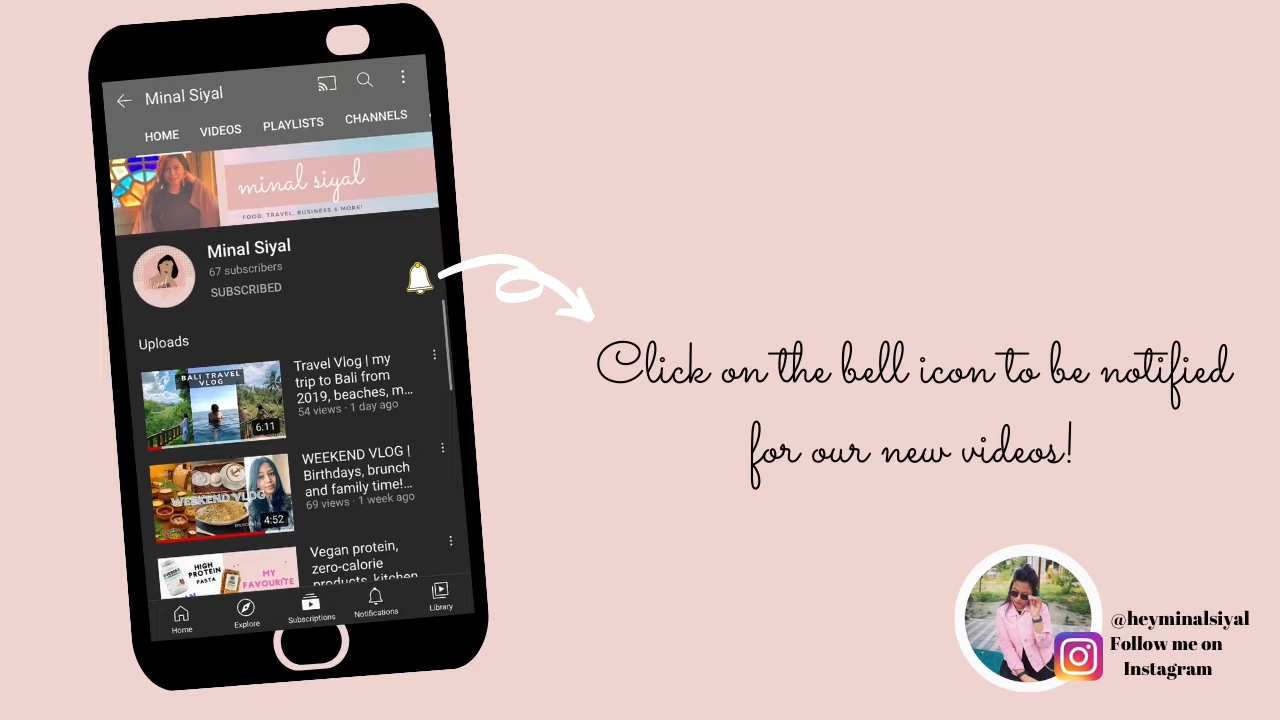 Minal Siyal
HOME VIDEOS PLAYLISTS CHANNELS
minal siyal
FOOD, TRAVEL, BUSINESS & MORE!
Minal Siyal
67 subscribers
SUBSCRIBED
Uploads
BALI TRAVEL
VLOG
6:11
Travel Vlog | my
trip to Bali from
2019, beaches, m...
54 views · 1 day ago
WEEKEND VLOG
4:52
WEEKEND VLOG |
Birthdays, brunch
and family time!...
69 views · 1 week ago
HIGH
PROTEIN
PASTA
MY
FAVOURITE
Vegan protein,
zero-calorie
products, kitchen
Home Explore Subscriptions Notifications Library
Click on the bell icon to be notified
for our new videos!
@heyminalsiyal
Follow me on
Instagram